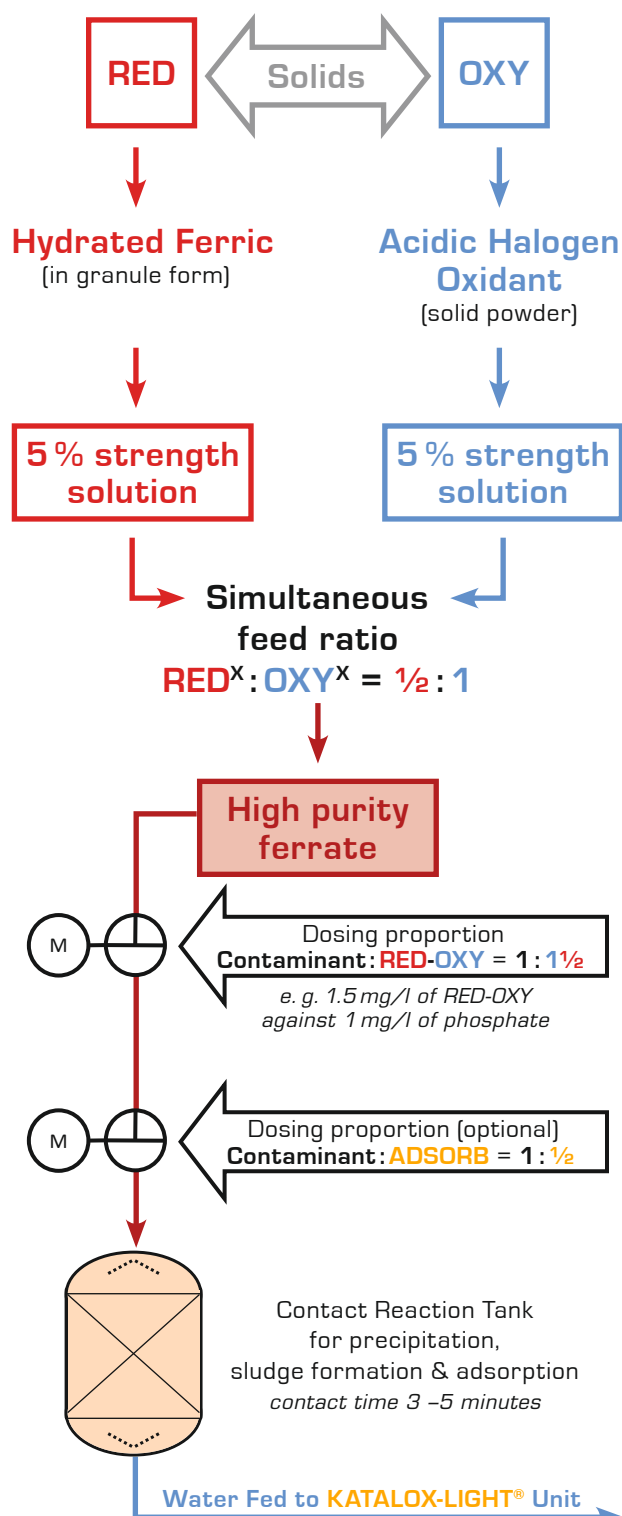 RED
Solids
OXY
Hydrated Ferric
(in granule form)
Acidic Halogen
Oxidant
(solid powder)
5 % strength
solution
5 % strength
solution
Simultaneous
feed ratio
REDˣ : OXYˣ = ½ : 1
High purity
ferrate
M
Dosing proportion
Contaminant: RED-OXY = 1 : 1½
e. g. 1.5 mg/l of RED-OXY
against 1 mg/l of phosphate
M
Dosing proportion (optional)
Contaminant: ADSORB = 1 : ½
Contact Reaction Tank
for precipitation,
sludge formation & adsorption
contact time 3 –5 minutes
Water Fed to KATALOX-LIGHT® Unit